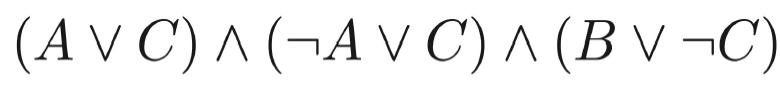 (A ∨ C) ∧ (¬A ∨ C) ∧ (B ∨ ¬C)